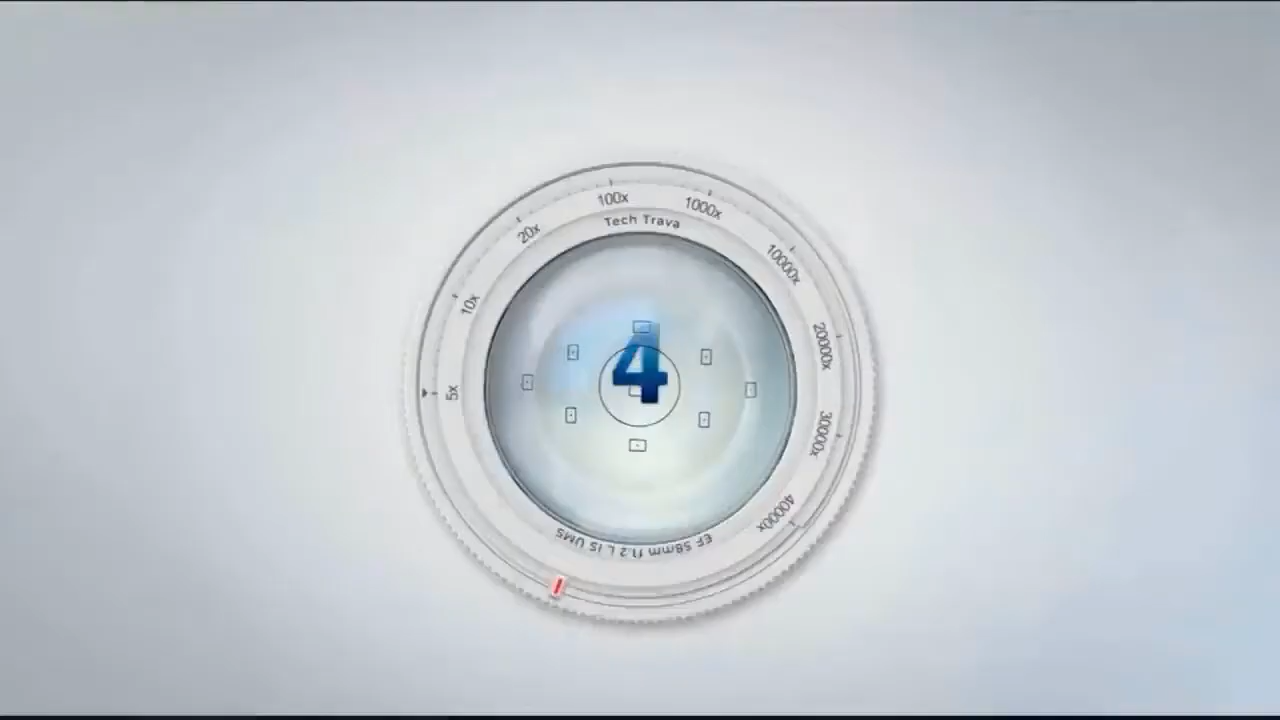 5x
10x
20x
100x
1000x
10000x
20000x
30000x
40000x
Tech Trava
4
EF 58mm f1.2 L IS UMS